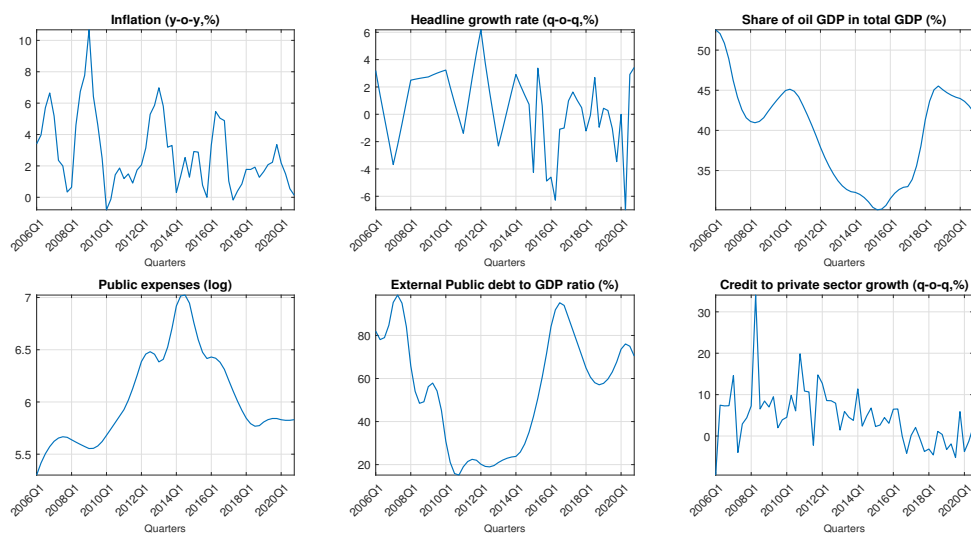 Inflation (y-o-y,%)
10
8
6
4
2
0
2006Q1
2008Q1
2010Q1
2012Q1
2014Q1
2016Q1
2018Q1
2020Q1
Quarters
Headline growth rate (q-o-q,%)
6
4
2
0
-2
-4
-6
2006Q1
2008Q1
2010Q1
2012Q1
2014Q1
2016Q1
2018Q1
2020Q1
Quarters
Share of oil GDP in total GDP (%)
50
45
40
35
2006Q1
2008Q1
2010Q1
2012Q1
2014Q1
2016Q1
2018Q1
2020Q1
Quarters
Public expenses (log)
7
6.5
6
5.5
2006Q1
2008Q1
2010Q1
2012Q1
2014Q1
2016Q1
2018Q1
2020Q1
Quarters
External Public debt to GDP ratio (%)
80
60
40
20
2006Q1
2008Q1
2010Q1
2012Q1
2014Q1
2016Q1
2018Q1
2020Q1
Quarters
Credit to private sector growth (q-o-q,%)
30
20
10
0
2006Q1
2008Q1
2010Q1
2012Q1
2014Q1
2016Q1
2018Q1
2020Q1
Quarters